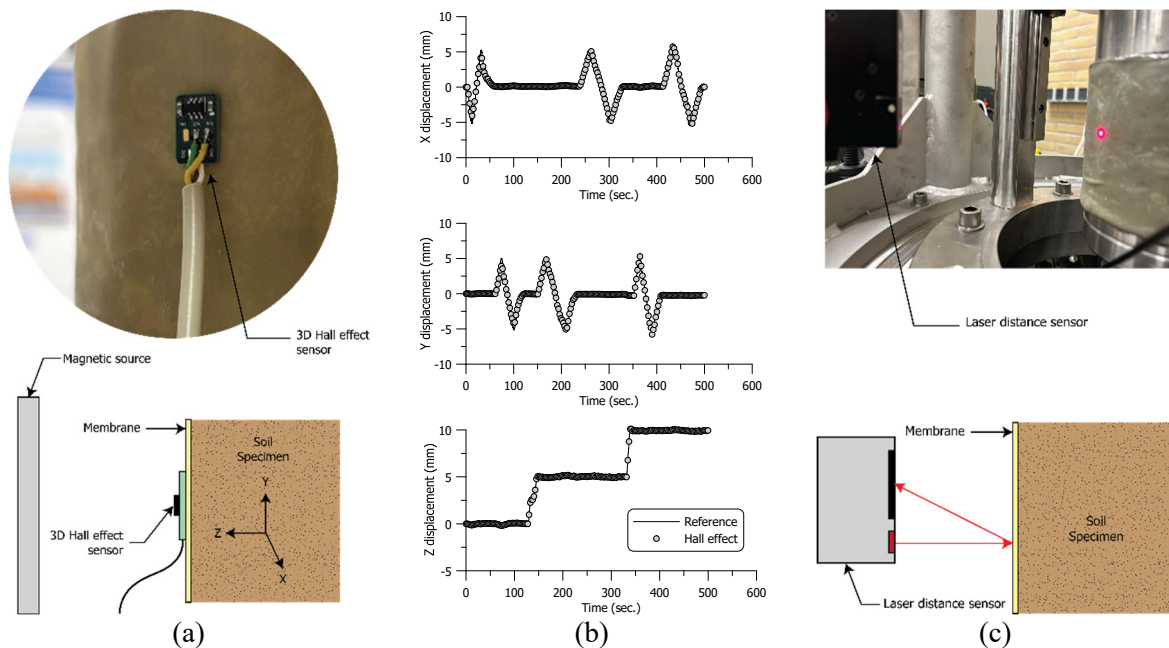 3D Hall effect
sensor
Magnetic source
Membrane
Soil
Specimen
Y
Z
X
3D Hall effect
sensor
(a)
10
5
0
-5
-10
X displacement (mm)
0 100 200 300 400 500 600
Time (sec.)
10
5
0
-5
-10
Y displacement (mm)
0 100 200 300 400 500 600
Time (sec.)
10
5
0
-5
Z displacement (mm)
Reference
Hall effect
0 100 200 300 400 500 600
Time (sec.)
(b)
Laser distance sensor
Membrane
Soil
Specimen
Laser distance sensor
(c)